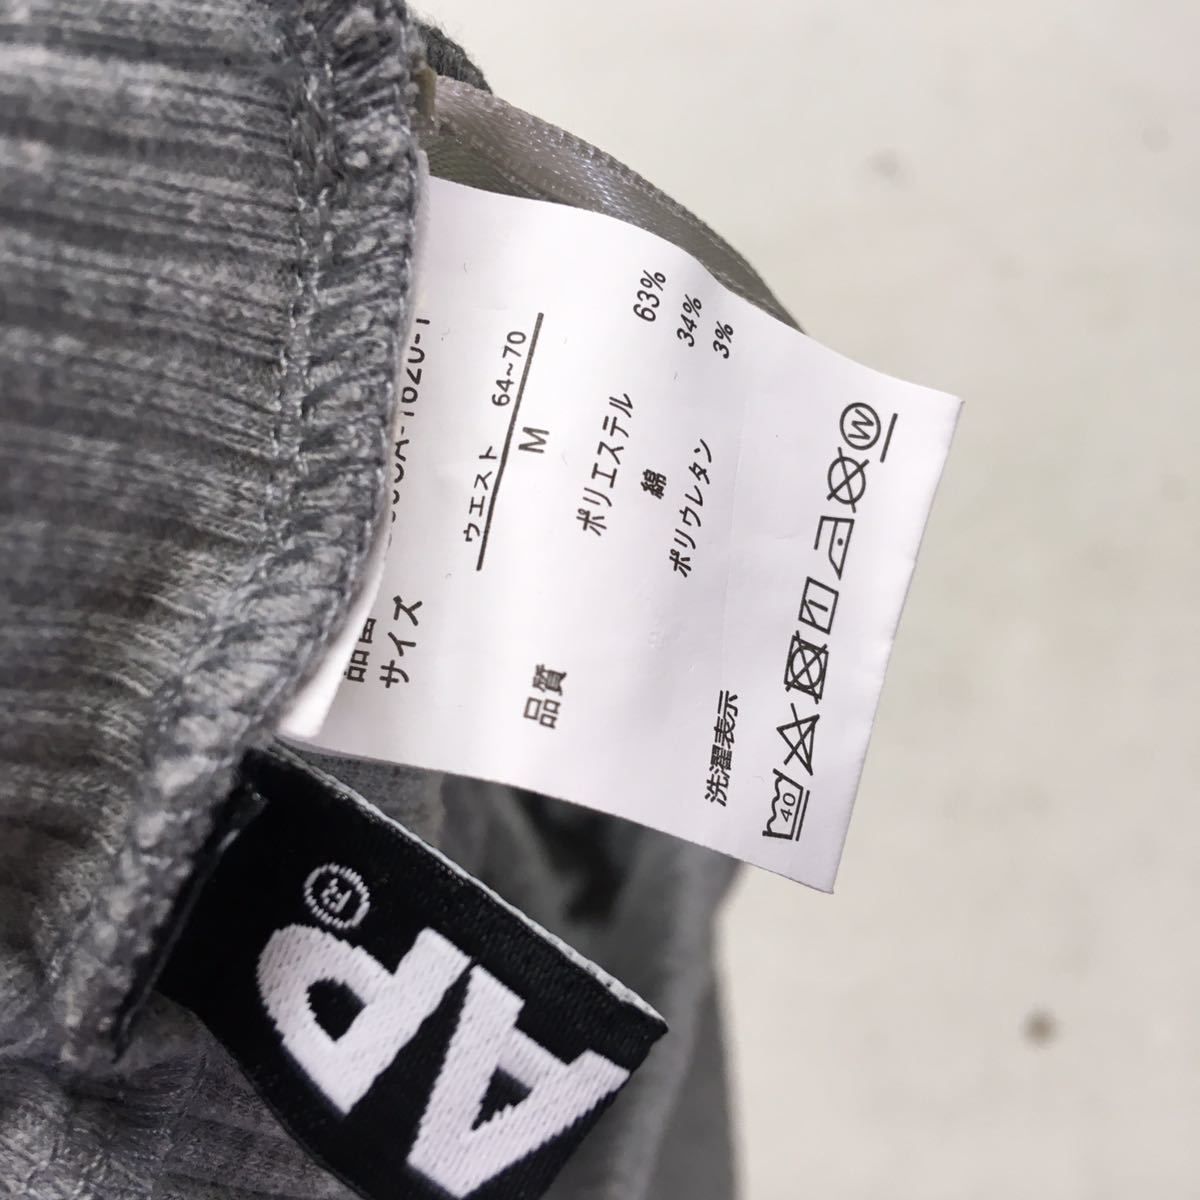 品番
サイズ
ウエスト 64~70
M
品質
ポリエステル 63%
綿 34%
ポリウレタン 3%
洗濯表示
40
W
AP
®